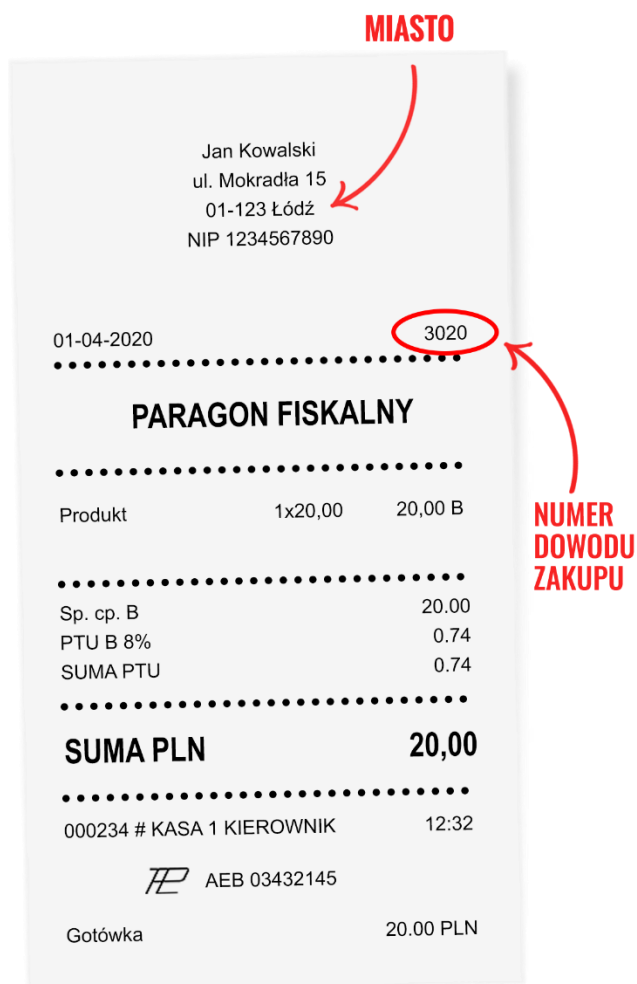 MIASTO
Jan Kowalski
ul. Mokradła 15
01-123 Łódź
NIP 1234567890
01-04-2020 3020
PARAGON FISKALNY
Produkt 1x20,00 20,00 B
Sp. cp. B 20.00
PTU B 8% 0.74
SUMA PTU 0.74
SUMA PLN 20,00
000234 # KASA 1 KIEROWNIK 12:32
AEB 03432145
Gotówka 20.00 PLN
NUMER
DOWODU
ZAKUPU